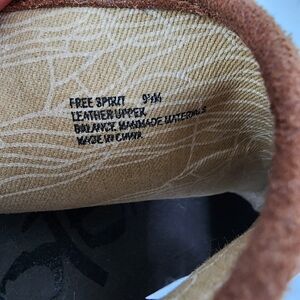 FREE SPIRIT 9½M
LEATHER UPPER
BALANCE MANMADE MATERIALS
MADE IN CHINA